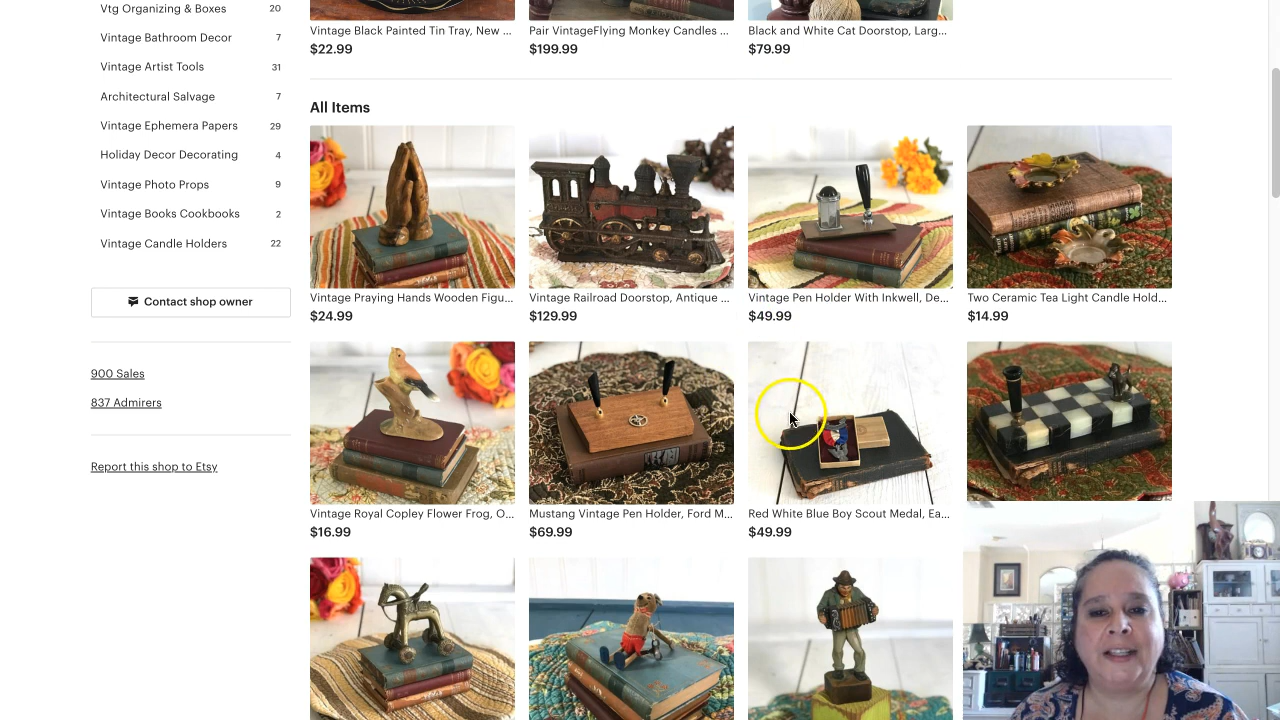 Vtg Organizing & Boxes 20
Vintage Bathroom Decor 7
Vintage Artist Tools 31
Architectural Salvage 7
Vintage Ephemera Papers 29
Holiday Decor Decorating 4
Vintage Photo Props 9
Vintage Books Cookbooks 2
Vintage Candle Holders 22
Contact shop owner
900 Sales
837 Admirers
Report this shop to Etsy
Vintage Black Painted Tin Tray, New ...
$22.99
Pair VintageFlying Monkey Candles ...
$199.99
Black and White Cat Doorstop, Larg...
$79.99
All Items
Vintage Praying Hands Wooden Figu...
$24.99
Vintage Railroad Doorstop, Antique ...
$129.99
Vintage Pen Holder With Inkwell, De...
$49.99
Two Ceramic Tea Light Candle Hold...
$14.99
Vintage Royal Copley Flower Frog, O...
$16.99
Mustang Vintage Pen Holder, Ford M...
$69.99
Red White Blue Boy Scout Medal, Ea...
$49.99